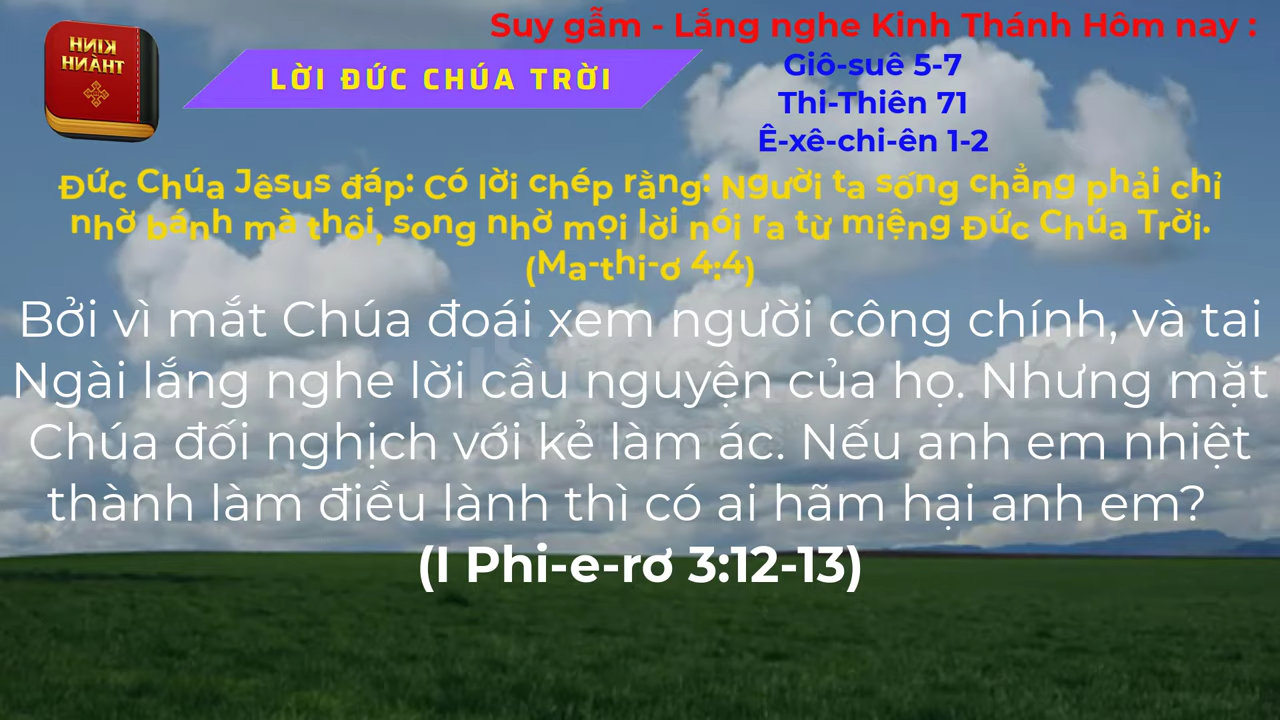 Suy gẫm - Lắng nghe Kinh Thánh Hôm nay :
KINH
THÁNH
LỜI ĐỨC CHÚA TRỜI
Giô-suê 5-7
Thi-Thiên 71
Ê-xê-chi-ên 1-2
Đức Chúa Jêsus đáp: Có lời chép rằng: Người ta sống chẳng phải chỉ
nhờ bánh mà thôi, song nhờ mọi lời nói ra từ miệng Đức Chúa Trời.
(Ma-thi-ơ 4:4)
Bởi vì mắt Chúa đoái xem người công chính, và tai
Ngài lắng nghe lời cầu nguyện của họ. Nhưng mặt
Chúa đối nghịch với kẻ làm ác. Nếu anh em nhiệt
thành làm điều lành thì có ai hãm hại anh em?
(I Phi-e-rơ 3:12-13)